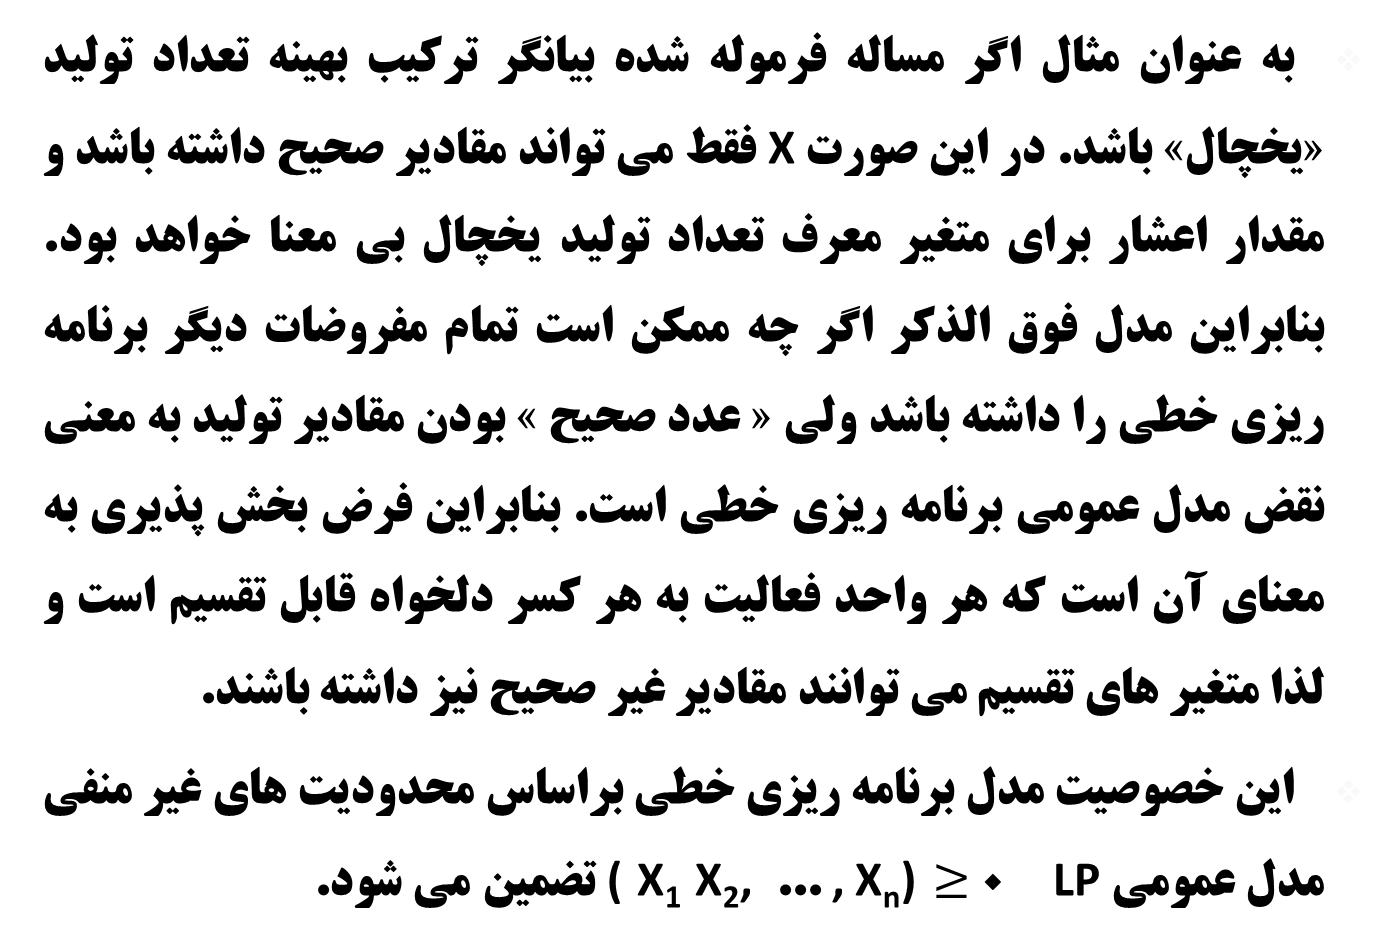 به عنوان مثال اگر مساله فرموله شده بیانگر ترکیب بهینه تعداد تولید
«یخچال» باشد. در این صورت X فقط می تواند مقادیر صحیح داشته باشد و
مقدار اعشار برای متغیر معرف تعداد تولید یخچال بی معنا خواهد بود.
بنابراین مدل فوق الذکر اگر چه ممکن است تمام مفروضات دیگر برنامه
ریزی خطی را داشته باشد ولی « عدد صحیح » بودن مقادیر تولید به معنی
نقض مدل عمومی برنامه ریزی خطی است. بنابراین فرض بخش پذیری به
معنای آن است که هر واحد فعالیت به هر کسر دلخواه قابل تقسیم است و
لذا متغیر های تقسیم می توانند مقادیر غیر صحیح نیز داشته باشند.
این خصوصیت مدل برنامه ریزی خطی براساس محدودیت های غیر منفی
مدل عمومی LP ( X₁ X₂, ... , Xₙ) ≥ ۰ تضمین می شود.